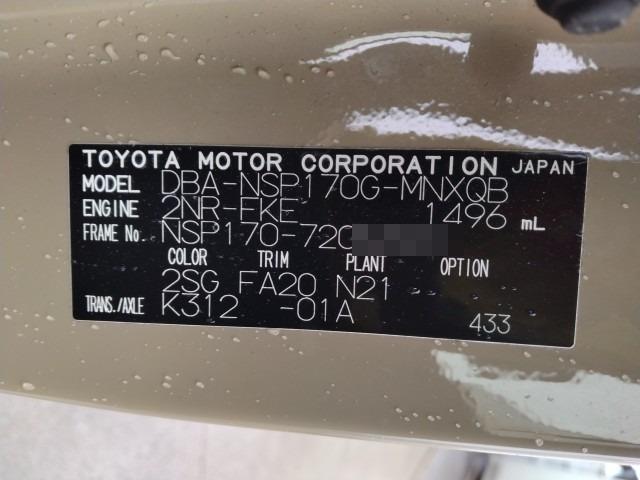 TOYOTA MOTOR CORPORATION JAPAN
MODEL DBA-NSP170G-MNXQB
ENGINE 2NR-FKE 1496 mL
FRAME No. NSP170-720
COLOR TRIM PLANT OPTION
2SG FA20 N21
TRANS./AXLE K312 -01A
433